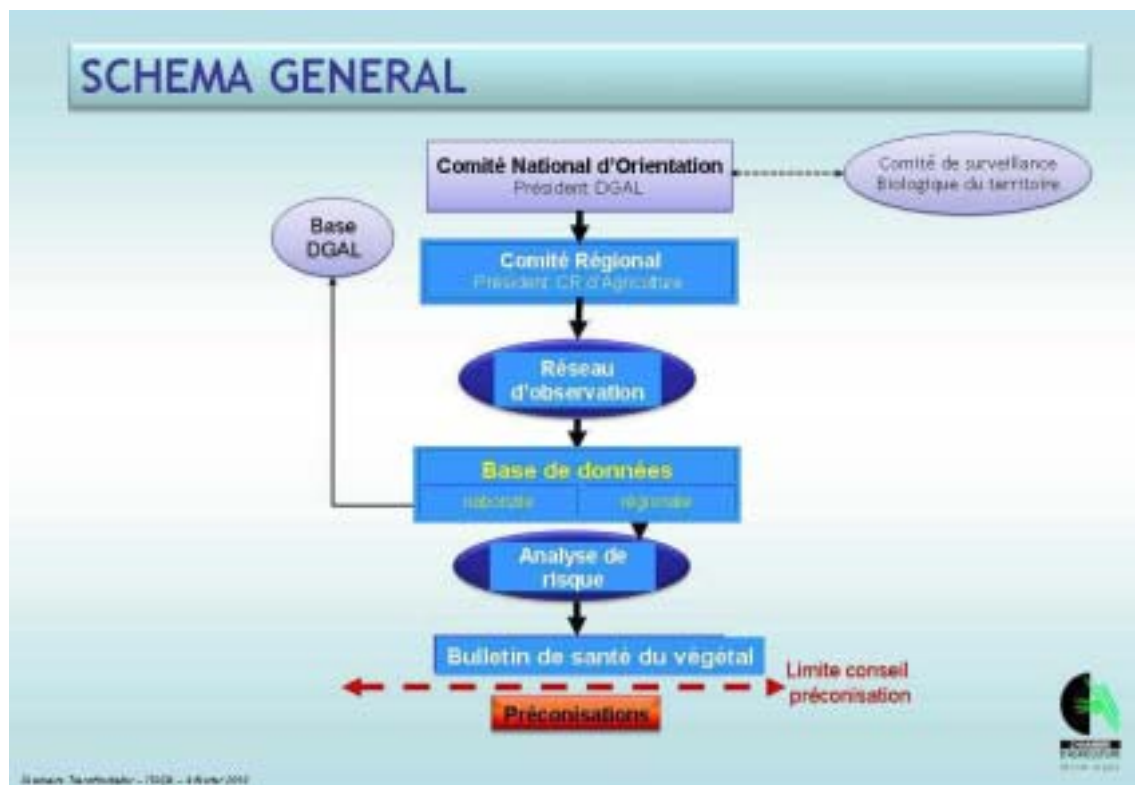 SCHEMA GENERAL
Comité National d'Orientation
Président DGAL
Comité de surveillance
Biologique du territoire
Base
DGAL
Comité Régional
Président CR d'Agriculture
Réseau
d'observation
Base de données
nationale
régionale
Analyse de
risque
Bulletin de santé du végétal
Limite conseil
préconisation
Préconisations
CHAMBRE
D'AGRICULTURE